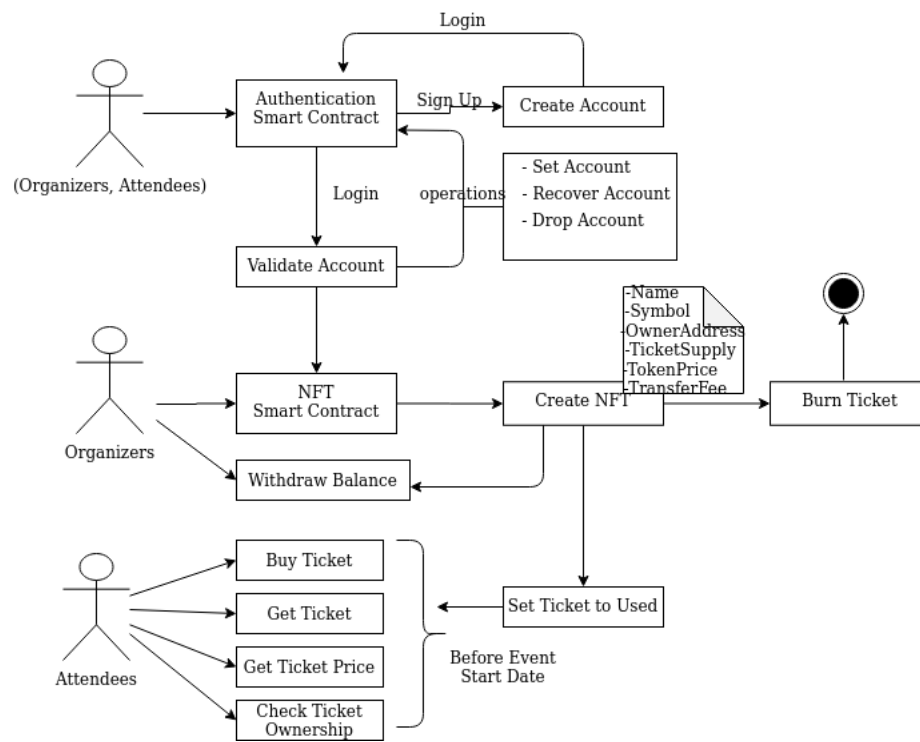 Login
Authentication
Smart Contract
Sign Up
Create Account
(Organizers, Attendees)
Login
operations
- Set Account
- Recover Account
- Drop Account
Validate Account
-Name
-Symbol
-OwnerAddress
-TicketSupply
-TokenPrice
-TransferFee
NFT
Smart Contract
Create NFT
Burn Ticket
Organizers
Withdraw Balance
Buy Ticket
Get Ticket
Set Ticket to Used
Get Ticket Price
Before Event
Start Date
Attendees
Check Ticket
Ownership